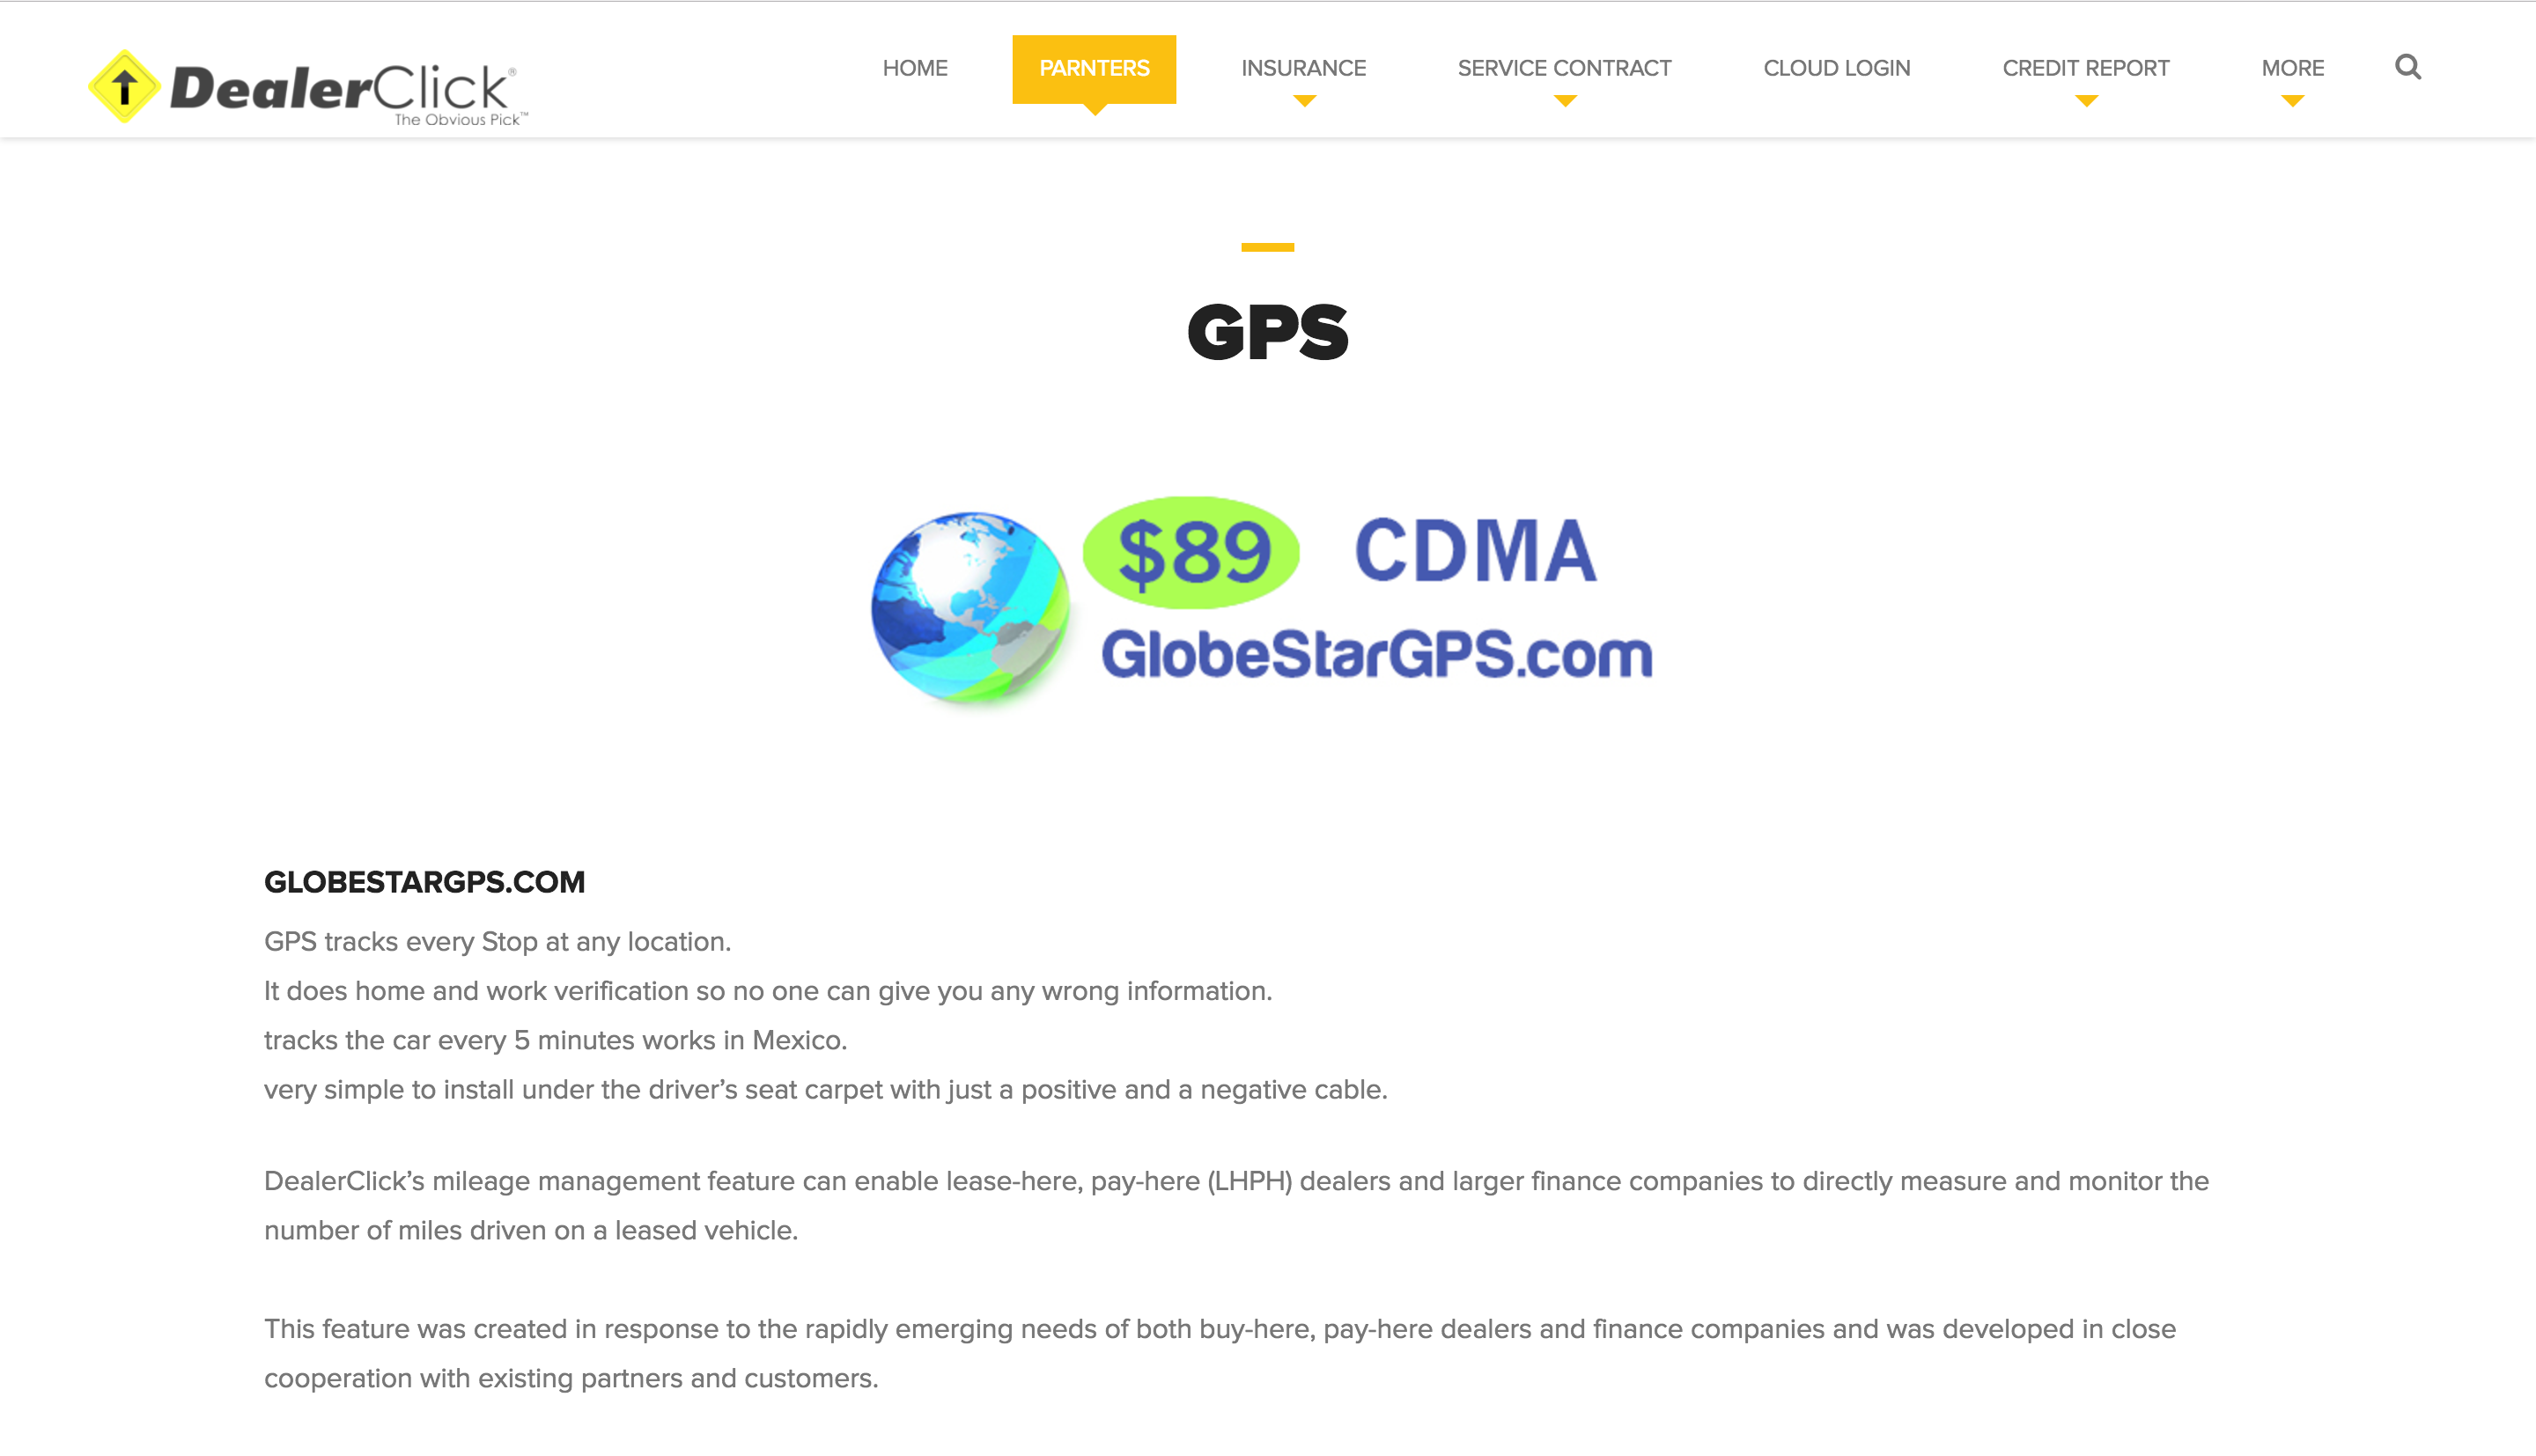 DealerClick®
The Obvious Pick™
HOME
PARNTERS
INSURANCE
SERVICE CONTRACT
CLOUD LOGIN
CREDIT REPORT
MORE
GPS
$89 CDMA
GlobeStarGPS.com
GLOBESTARGPS.COM
GPS tracks every Stop at any location.
It does home and work verification so no one can give you any wrong information.
tracks the car every 5 minutes works in Mexico.
very simple to install under the driver’s seat carpet with just a positive and a negative cable.
DealerClick’s mileage management feature can enable lease-here, pay-here (LHPH) dealers and larger finance companies to directly measure and monitor the
number of miles driven on a leased vehicle.
This feature was created in response to the rapidly emerging needs of both buy-here, pay-here dealers and finance companies and was developed in close
cooperation with existing partners and customers.